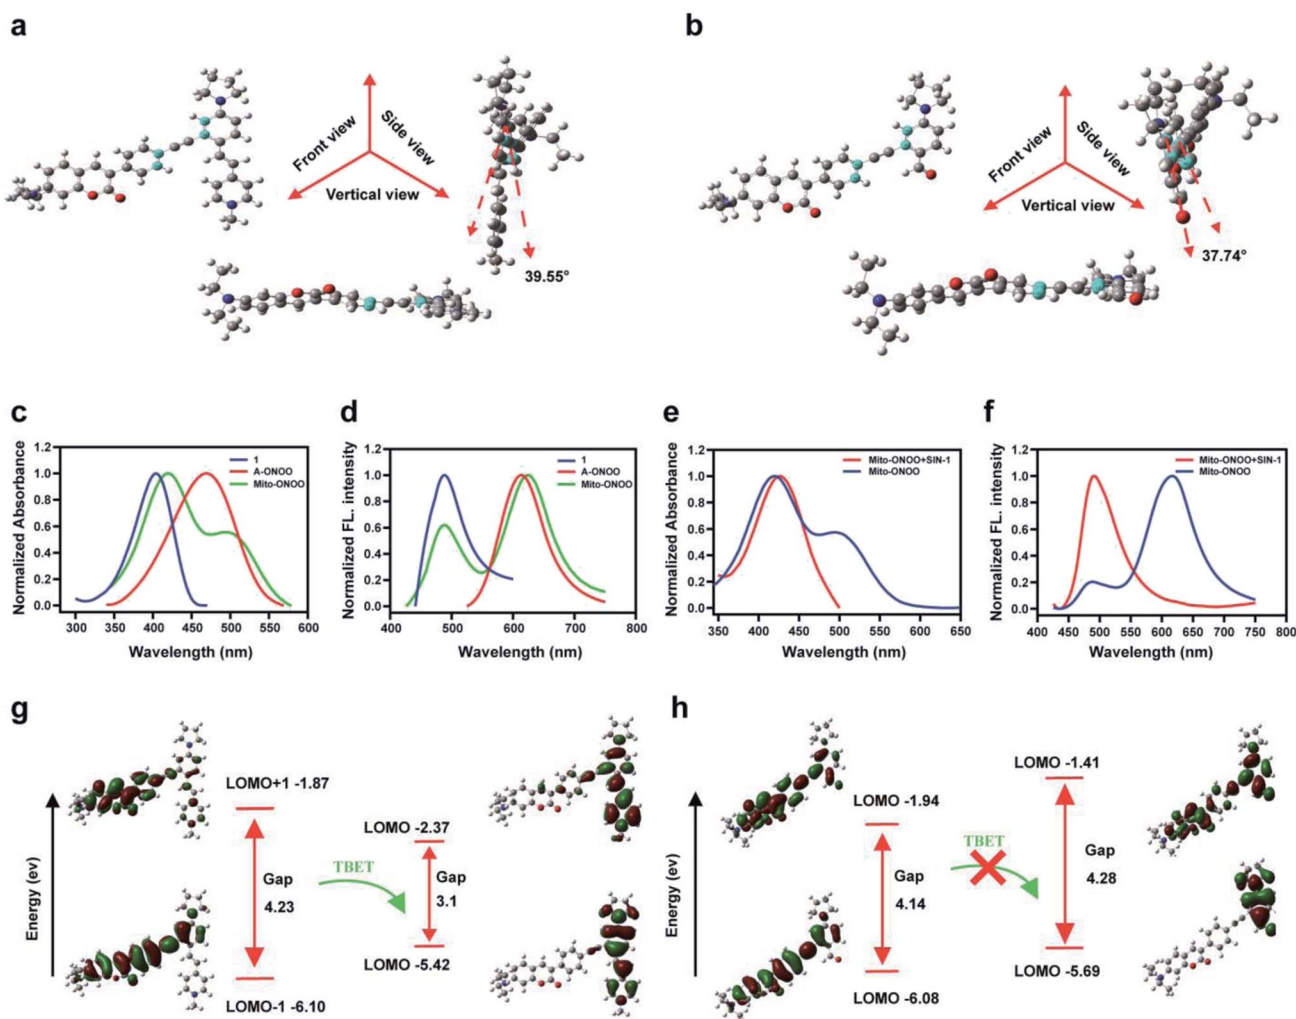 a
Front view
Side view
Vertical view
39.55°
b
Front view
Side view
Vertical view
37.74°
c
Normalized Absorbance
1.2
1.0
0.8
0.6
0.4
0.2
0.0
300 350 400 450 500 550 600
Wavelength (nm)
1
A-ONOO
Mito-ONOO
d
Normalized FL. intensity
1.2
1.0
0.8
0.6
0.4
0.2
0.0
400 500 600 700 800
Wavelength (nm)
1
A-ONOO
Mito-ONOO
e
Normalized Absorbance
1.2
1.0
0.8
0.6
0.4
0.2
0.0
350 400 450 500 550 600 650
Wavelength (nm)
Mito-ONOO+SIN-1
Mito-ONOO
f
Normalized FL. intensity
1.2
1.0
0.8
0.6
0.4
0.2
0.0
400 450 500 550 600 650 700 750 800
Wavelength (nm)
Mito-ONOO+SIN-1
Mito-ONOO
g
Energy (ev)
LOMO+1 -1.87
Gap
4.23
LOMO-1 -6.10
TBET
LOMO -2.37
Gap
3.1
LOMO -5.42
h
Energy (ev)
LOMO -1.94
Gap
4.14
LOMO -6.08
TBET
LOMO -1.41
Gap
4.28
LOMO -5.69